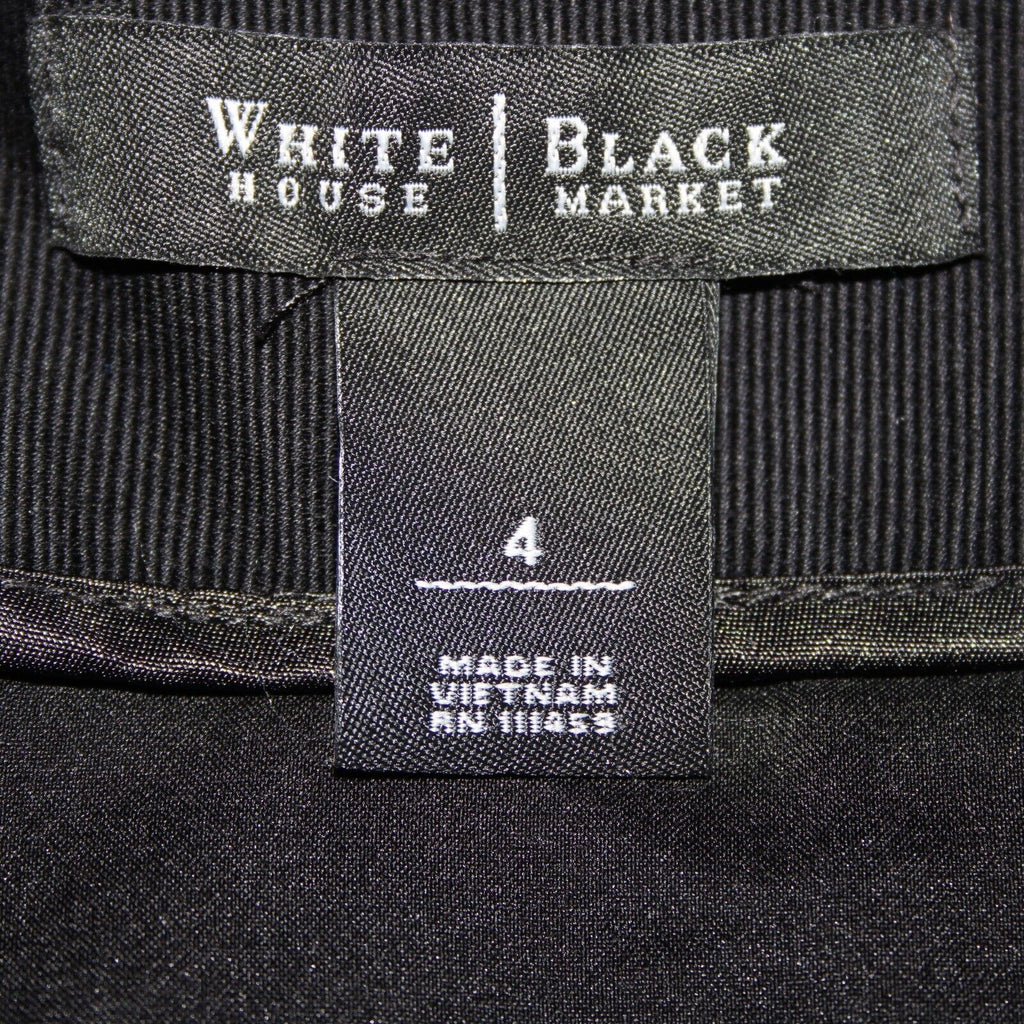 WHITE | BLACK
HOUSE | MARKET
4
MADE IN
VIETNAM
RN 111453